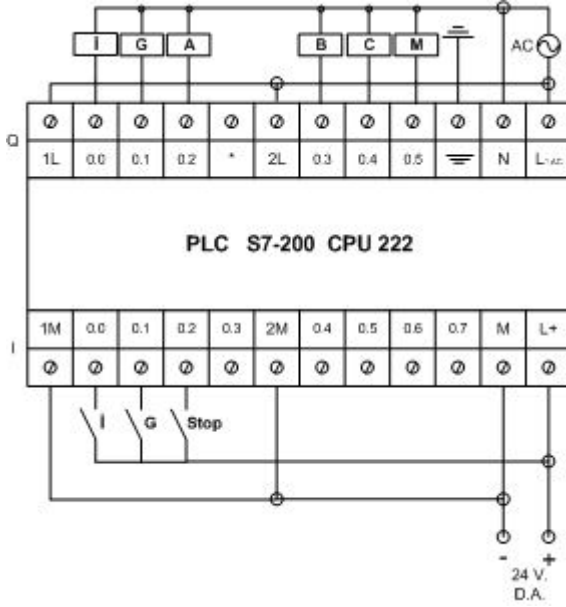 İ G A B C M AC
Q
1L 0.0 0.1 0.2 * 2L 0.3 0.4 0.5 N L1 AC
PLC S7-200 CPU 222
1M 0.0 0.1 0.2 0.3 2M 0.4 0.5 0.6 0.7 M L+
I
İ G Stop
- +
24 V.
D.A.